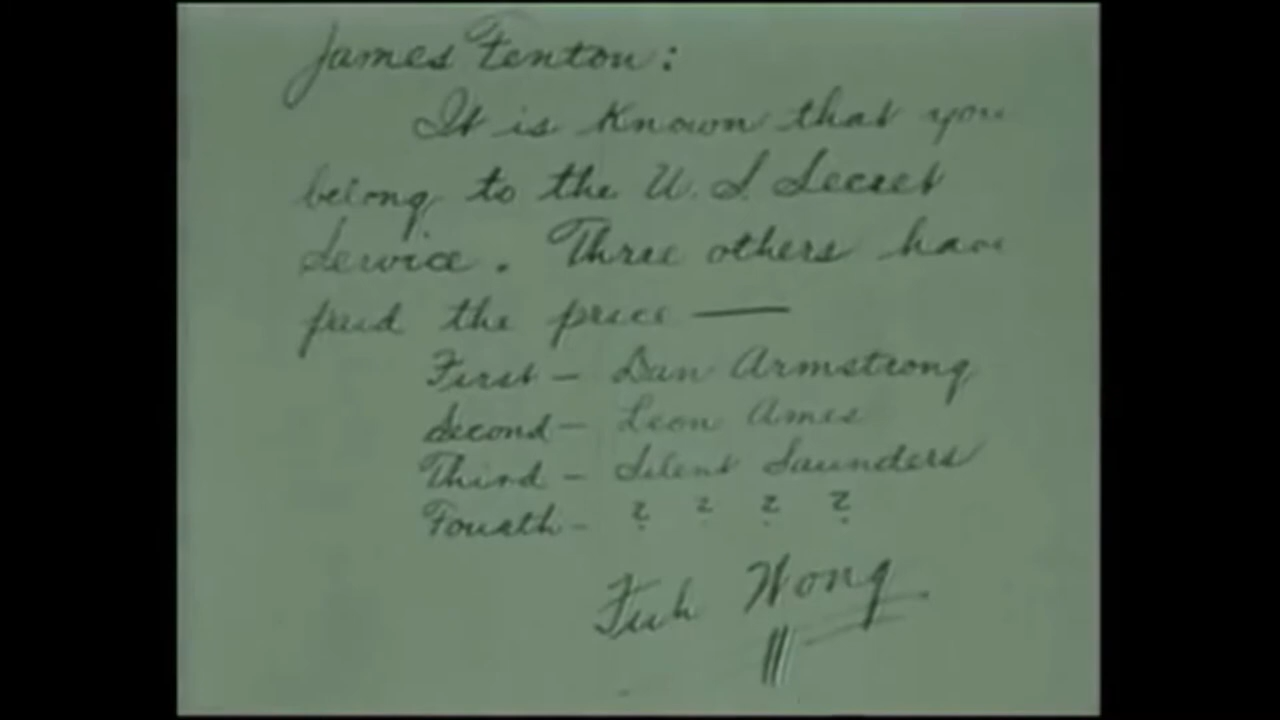 James Fenton:
It is Known that you
belong to the U. S. Secret
Service. Three others have
paid the price —
First - Dan Armstrong
Second - Leon Ames
Third - Silent Saunders
Fourth - ? ? ? ?
Fuh Wong